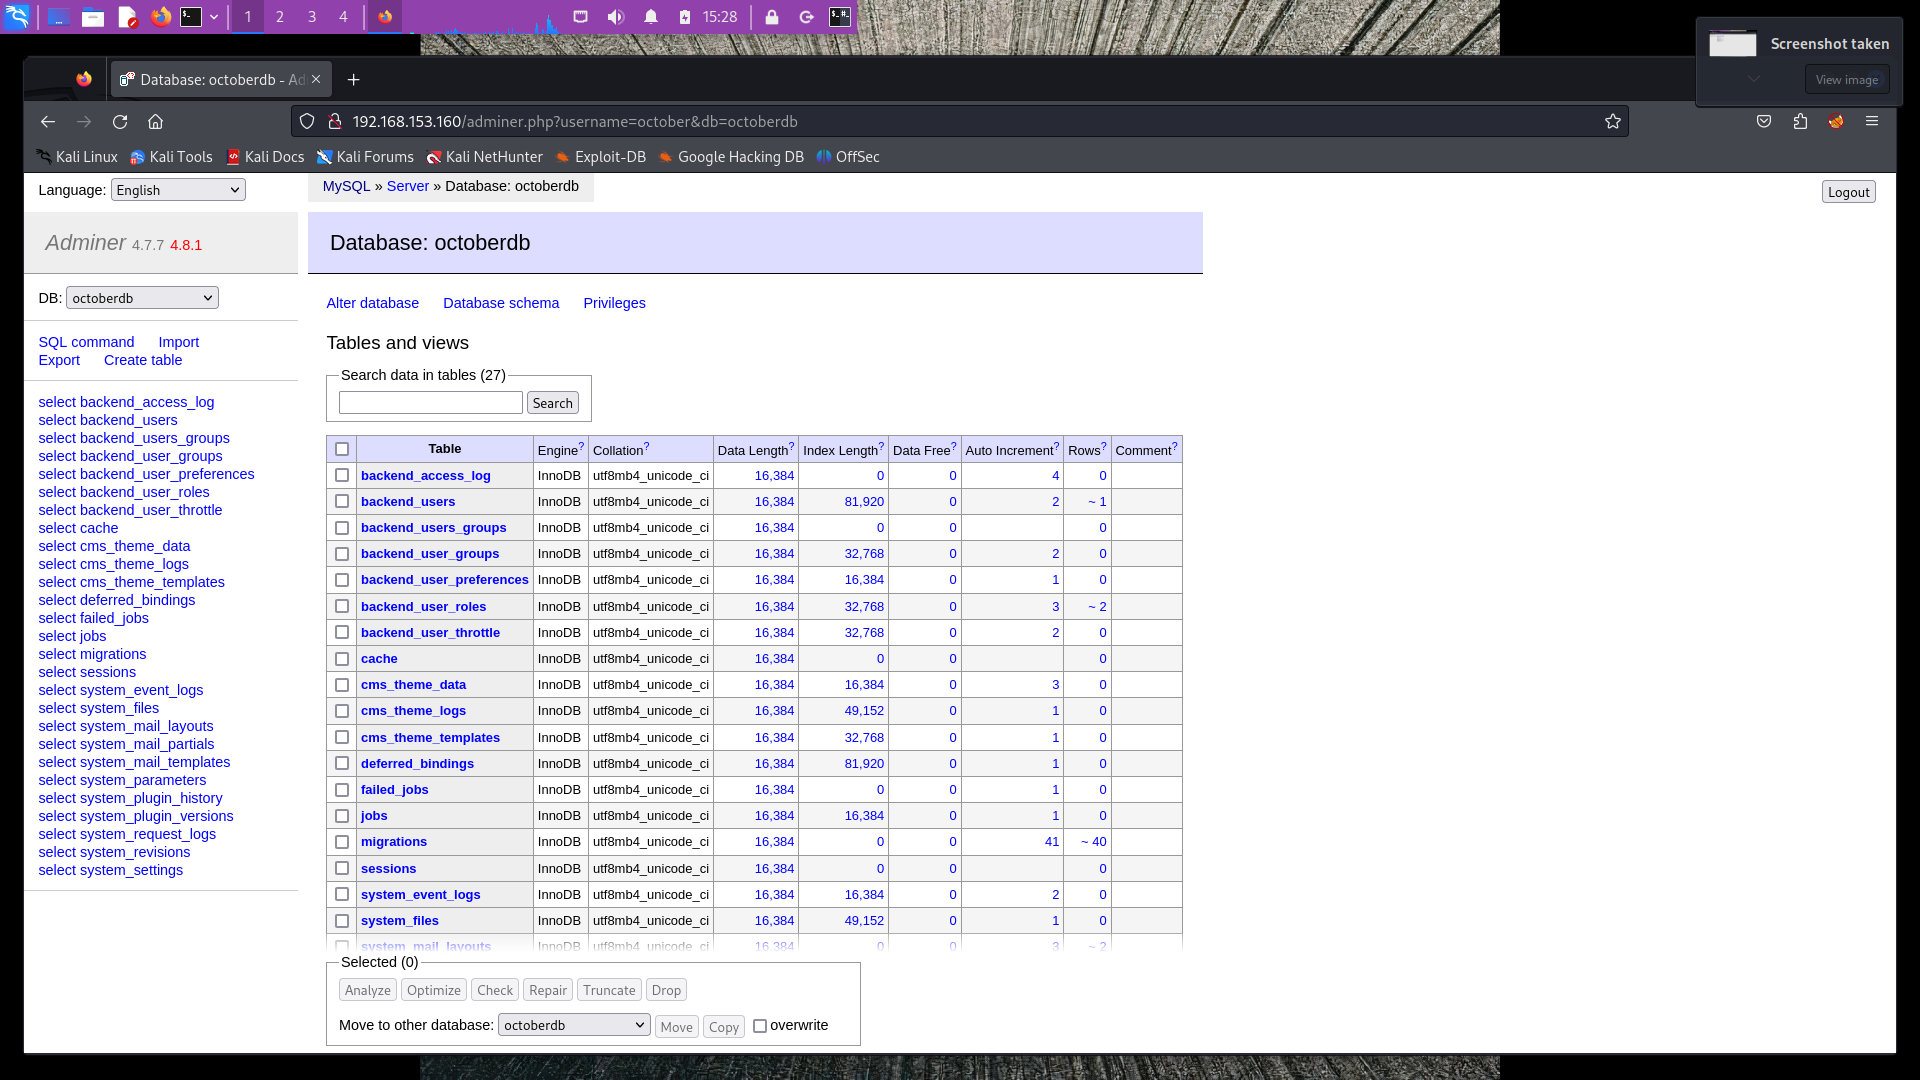 1 2 3 4 15:28
Screenshot taken
View image
Database: octoberdb - Ad
192.168.153.160/adminer.php?username=october&db=octoberdb
Kali Linux Kali Tools Kali Docs Kali Forums Kali NetHunter Exploit-DB Google Hacking DB OffSec
Language: English
MySQL » Server » Database: octoberdb
Logout
Adminer 4.7.7 4.8.1
Database: octoberdb
DB: octoberdb
Alter database Database schema Privileges
SQL command Import
Export Create table
select backend_access_log
select backend_users
select backend_users_groups
select backend_user_groups
select backend_user_preferences
select backend_user_roles
select backend_user_throttle
select cache
select cms_theme_data
select cms_theme_logs
select cms_theme_templates
select deferred_bindings
select failed_jobs
select jobs
select migrations
select sessions
select system_event_logs
select system_files
select system_mail_layouts
select system_mail_partials
select system_mail_templates
select system_parameters
select system_plugin_history
select system_plugin_versions
select system_request_logs
select system_revisions
select system_settings
Tables and views
Search data in tables (27)
Search
Table Engine? Collation? Data Length? Index Length? Data Free? Auto Increment? Rows? Comment?
backend_access_log InnoDB utf8mb4_unicode_ci 16,384 0 0 4 0
backend_users InnoDB utf8mb4_unicode_ci 16,384 81,920 0 2 ~ 1
backend_users_groups InnoDB utf8mb4_unicode_ci 16,384 0 0 0
backend_user_groups InnoDB utf8mb4_unicode_ci 16,384 32,768 0 2 0
backend_user_preferences InnoDB utf8mb4_unicode_ci 16,384 16,384 0 1 0
backend_user_roles InnoDB utf8mb4_unicode_ci 16,384 32,768 0 3 ~ 2
backend_user_throttle InnoDB utf8mb4_unicode_ci 16,384 32,768 0 2 0
cache InnoDB utf8mb4_unicode_ci 16,384 0 0 0
cms_theme_data InnoDB utf8mb4_unicode_ci 16,384 16,384 0 3 0
cms_theme_logs InnoDB utf8mb4_unicode_ci 16,384 49,152 0 1 0
cms_theme_templates InnoDB utf8mb4_unicode_ci 16,384 32,768 0 1 0
deferred_bindings InnoDB utf8mb4_unicode_ci 16,384 81,920 0 1 0
failed_jobs InnoDB utf8mb4_unicode_ci 16,384 0 0 1 0
jobs InnoDB utf8mb4_unicode_ci 16,384 16,384 0 1 0
migrations InnoDB utf8mb4_unicode_ci 16,384 0 0 41 ~ 40
sessions InnoDB utf8mb4_unicode_ci 16,384 0 0 0
system_event_logs InnoDB utf8mb4_unicode_ci 16,384 16,384 0 2 0
system_files InnoDB utf8mb4_unicode_ci 16,384 49,152 0 1 0
system_mail_layouts InnoDB utf8mb4_unicode_ci 16,384 0 0 3 ~ 2
Selected (0)
Analyze Optimize Check Repair Truncate Drop
Move to other database: octoberdb Move Copy overwrite